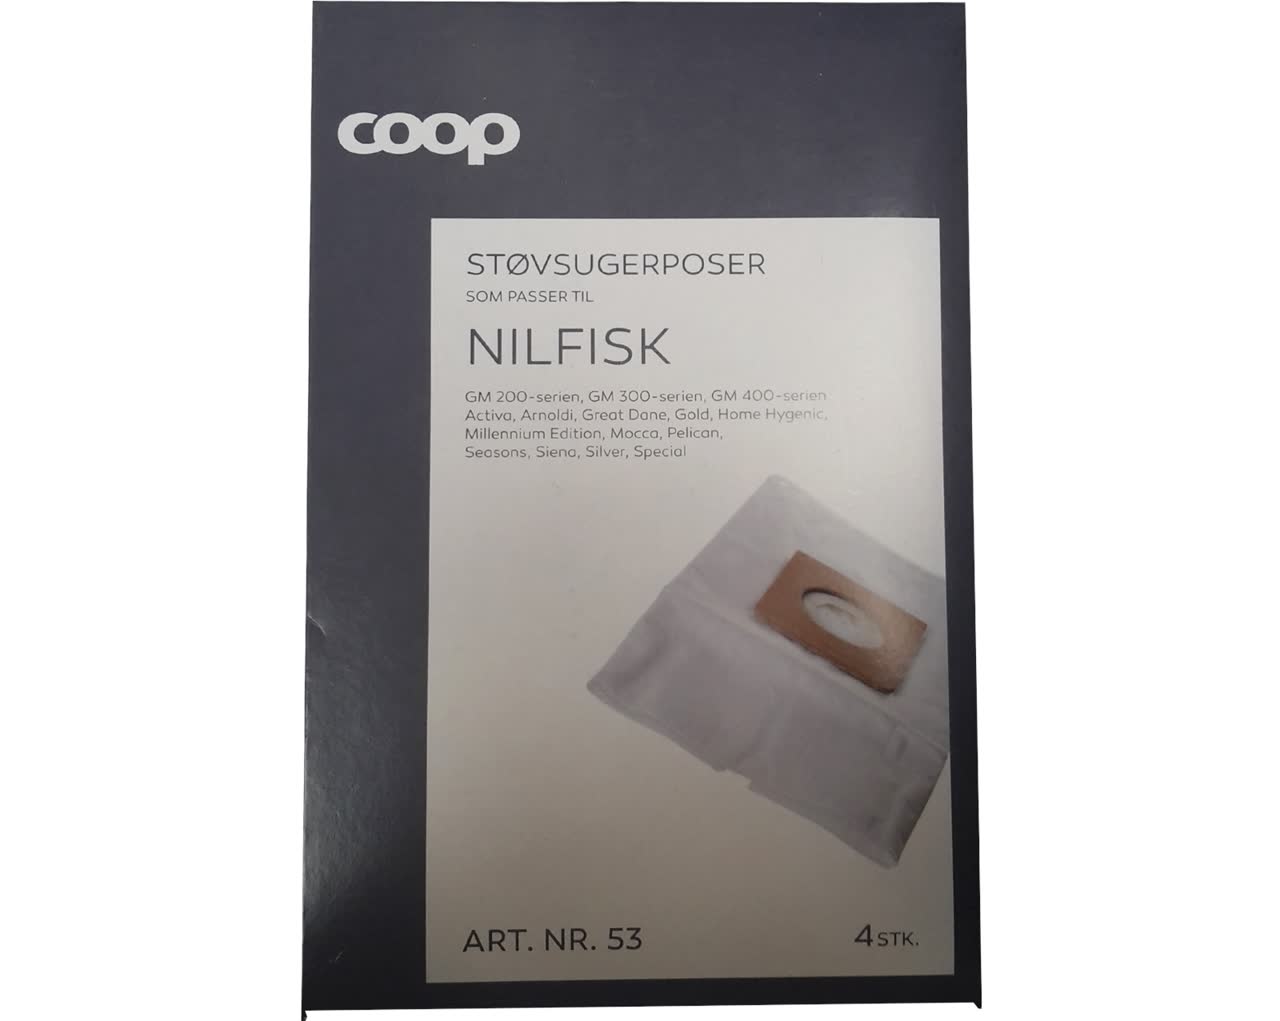 coop
STØVSUGERPOSER
SOM PASSER TIL
NILFISK
GM 200-serien, GM 300-serien, GM 400-serien
Activa, Arnoldi, Great Dane, Gold, Home Hygenic,
Millennium Edition, Mocca, Pelican,
Seasons, Siena, Silver, Special
ART. NR. 53
4 STK.